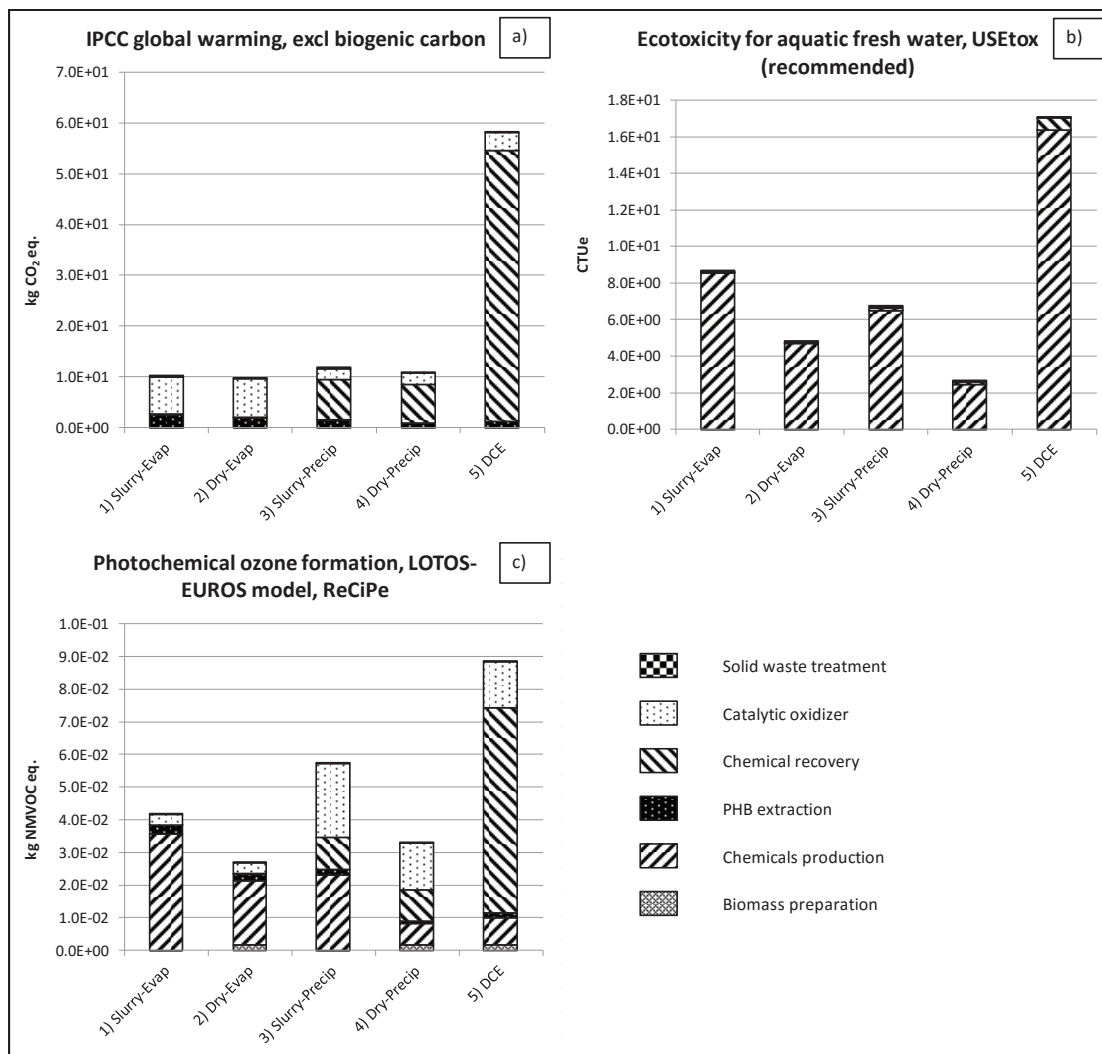 IPCC global warming, excl biogenic carbon
a)
7.0E+01
6.0E+01
5.0E+01
4.0E+01
3.0E+01
2.0E+01
1.0E+01
0.0E+00
kg CO₂ eq.
1) Slurry-Evap
2) Dry-Evap
3) Slurry-Precip
4) Dry-Precip
5) DCE
Ecotoxicity for aquatic fresh water, USEtox
(recommended)
b)
1.8E+01
1.6E+01
1.4E+01
1.2E+01
1.0E+01
8.0E+00
6.0E+00
4.0E+00
2.0E+00
0.0E+00
CTUe
1) Slurry-Evap
2) Dry-Evap
3) Slurry-Precip
4) Dry-Precip
5) DCE
Photochemical ozone formation, LOTOS-
EUROS model, ReCiPe
c)
1.0E-01
9.0E-02
8.0E-02
7.0E-02
6.0E-02
5.0E-02
4.0E-02
3.0E-02
2.0E-02
1.0E-02
0.0E+00
kg NMVOC eq.
1) Slurry-Evap
2) Dry-Evap
3) Slurry-Precip
4) Dry-Precip
5) DCE
Solid waste treatment
Catalytic oxidizer
Chemical recovery
PHB extraction
Chemicals production
Biomass preparation